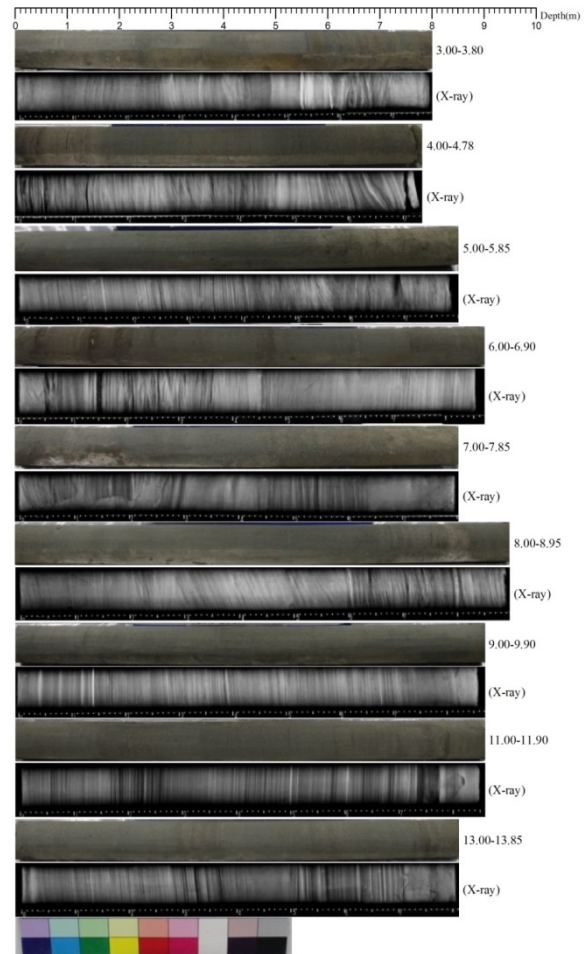 0 1 2 3 4 5 6 7 8 9 10 Depth(m)
3.00-3.80
(X-ray)
4.00-4.78
(X-ray)
5.00-5.85
(X-ray)
6.00-6.90
(X-ray)
7.00-7.85
(X-ray)
8.00-8.95
(X-ray)
9.00-9.90
(X-ray)
11.00-11.90
(X-ray)
13.00-13.85
(X-ray)